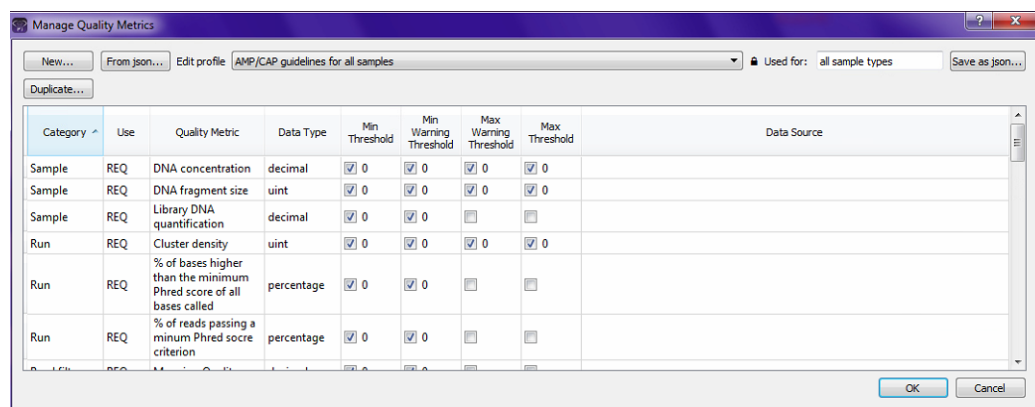 Manage Quality Metrics
New... From json... Edit profile AMP/CAP guidelines for all samples Used for: all sample types Save as json...
Duplicate...
Category Use Quality Metric Data Type Min Threshold Min Warning Threshold Max Warning Threshold Max Threshold Data Source
Sample REQ DNA concentration decimal 0 0 0 0
Sample REQ DNA fragment size uint 0 0 0 0
Sample REQ Library DNA quantification decimal 0 0
Run REQ Cluster density uint 0 0 0 0
Run REQ % of bases higher than the minimum Phred score of all bases called percentage 0 0
Run REQ % of reads passing a minum Phred socre criterion percentage 0 0
OK Cancel